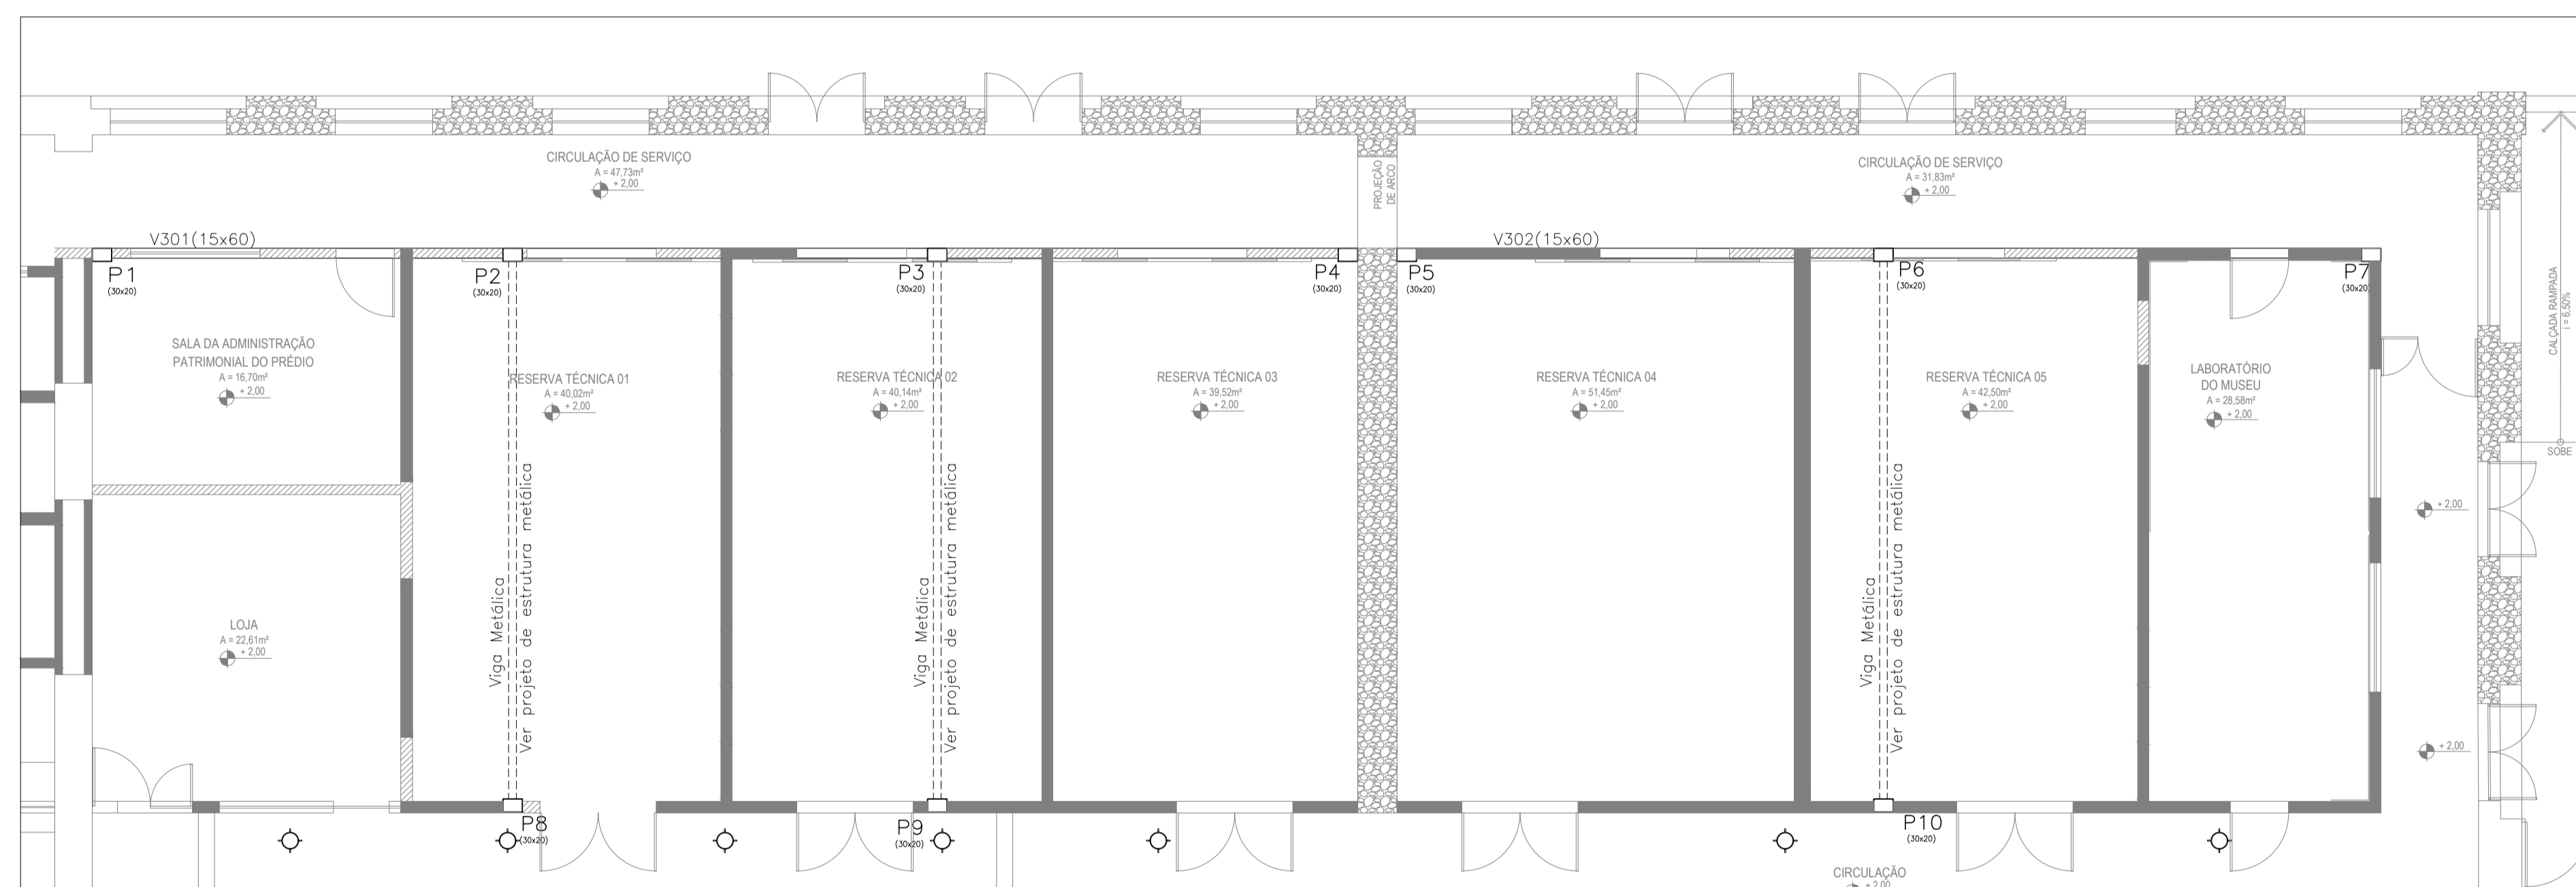 CIRCULAÇÃO DE SERVIÇO
A = 47,73m²
+ 2,00
PROJEÇÃO
DE ARCO
CIRCULAÇÃO DE SERVIÇO
A = 31,83m²
+ 2,00
V301(15x60)
V302(15x60)
P1
(30x20)
P2
(30x20)
P3
(30x20)
P4
(30x20)
P5
(30x20)
P6
(30x20)
P7
(30x20)
CALÇADA RAMPADA
i = 6,50%
SOBE
SALA DA ADMINISTRAÇÃO
PATRIMONIAL DO PRÉDIO
A = 16,70m²
+ 2,00
RESERVA TÉCNICA 01
A = 40,02m²
+ 2,00
RESERVA TÉCNICA 02
A = 40,14m²
+ 2,00
RESERVA TÉCNICA 03
A = 39,52m²
+ 2,00
RESERVA TÉCNICA 04
A = 51,45m²
+ 2,00
RESERVA TÉCNICA 05
A = 42,50m²
+ 2,00
LABORATÓRIO
DO MUSEU
A = 28,58m²
+ 2,00
+ 2,00
+ 2,00
LOJA
A = 22,61m²
+ 2,00
Viga Metálica
Ver projeto de estrutura metálica
Viga Metálica
Ver projeto de estrutura metálica
Viga Metálica
Ver projeto de estrutura metálica
P8
(30x20)
P9
(30x20)
P10
(30x20)
CIRCULAÇÃO
+ 2,00